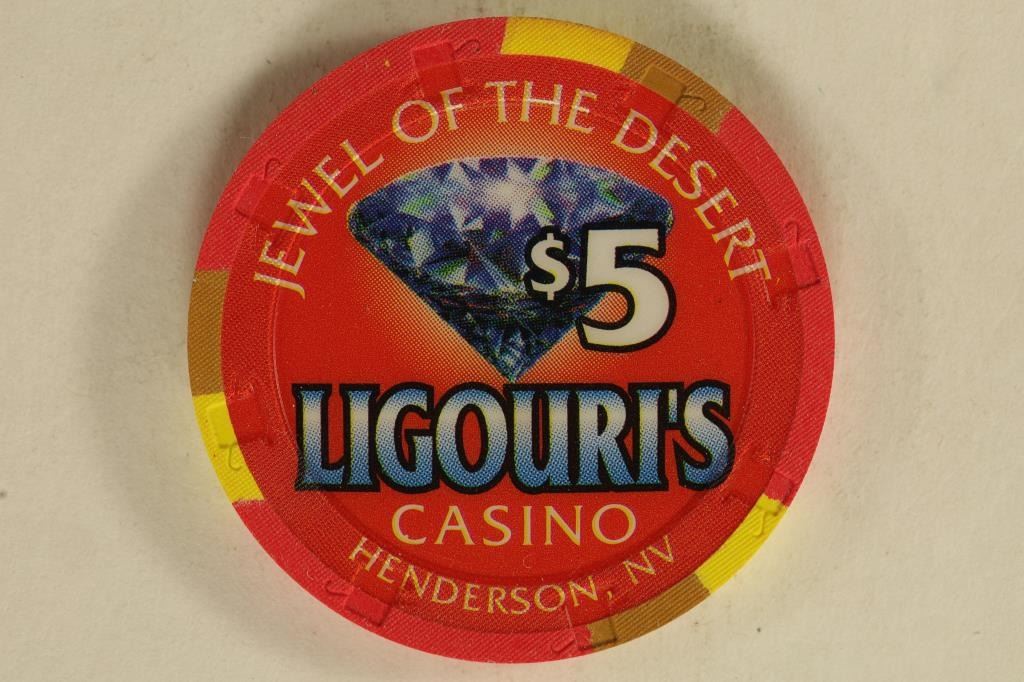 JEWEL OF THE DESERT
$5
LIGOURI'S
CASINO
HENDERSON, NV